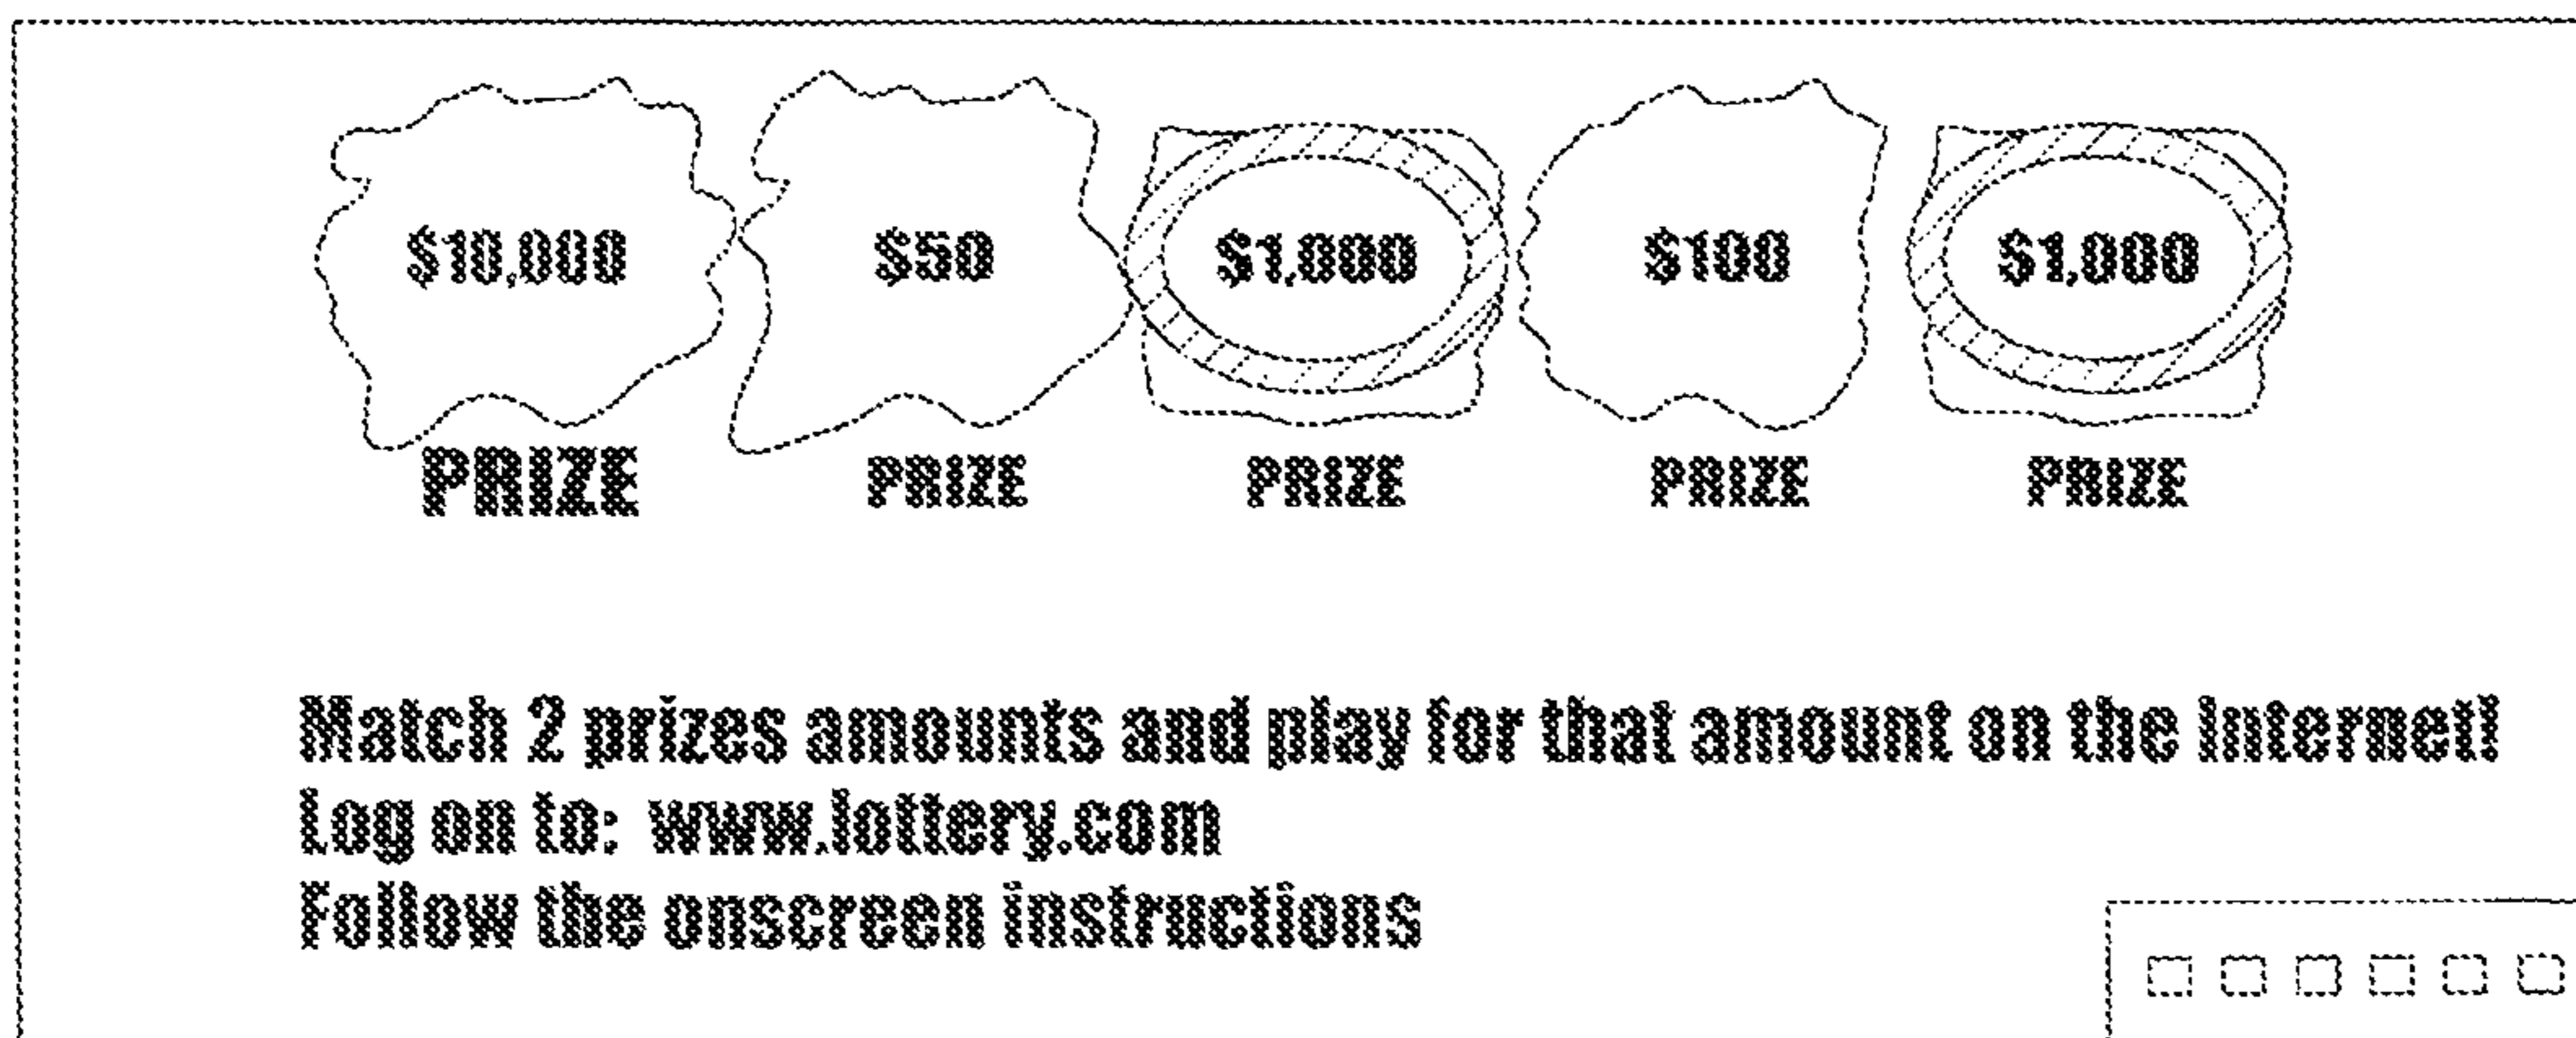 $10,000 $50 $1,000 $100 $1,000
PRIZE PRIZE PRIZE PRIZE PRIZE
Match 2 prizes amounts and play for that amount on the Internet!
Log on to: www.lottery.com
Follow the onscreen instructions